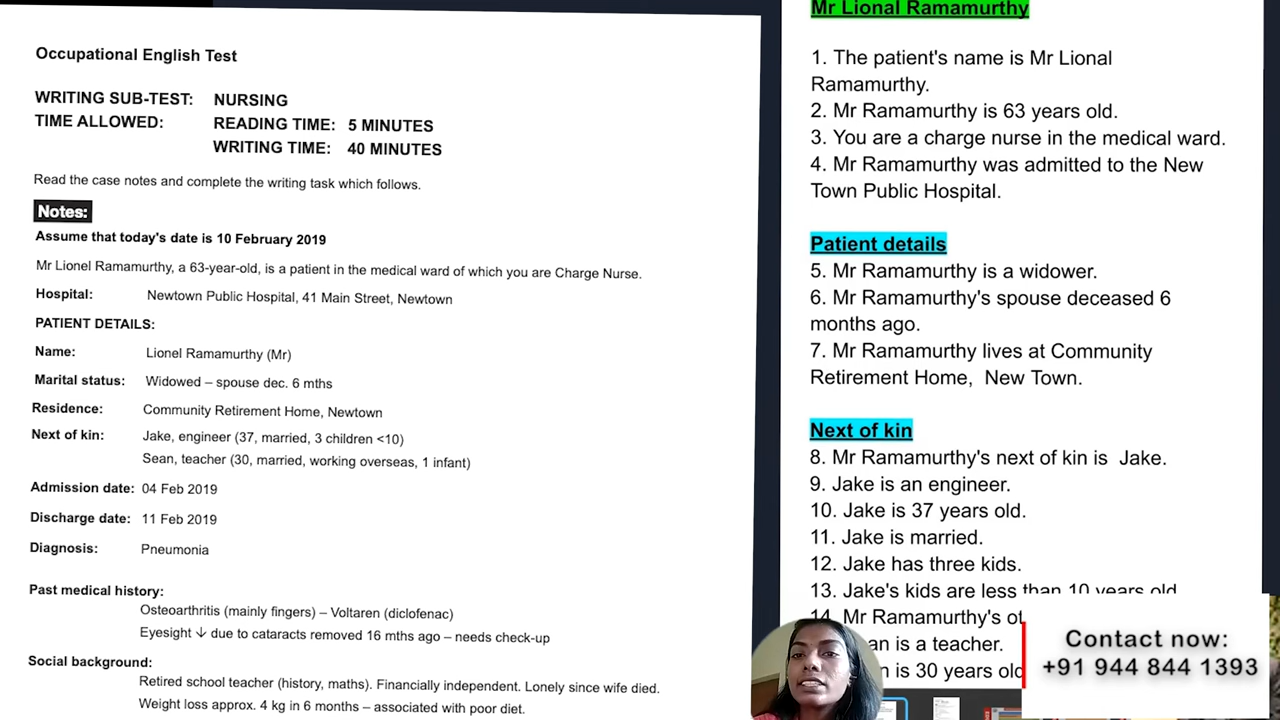 Occupational English Test
WRITING SUB-TEST: NURSING
TIME ALLOWED: READING TIME: 5 MINUTES
WRITING TIME: 40 MINUTES
Read the case notes and complete the writing task which follows.
Notes:
Assume that today's date is 10 February 2019
Mr Lionel Ramamurthy, a 63-year-old, is a patient in the medical ward of which you are Charge Nurse.
Hospital: Newtown Public Hospital, 41 Main Street, Newtown
PATIENT DETAILS:
Name: Lionel Ramamurthy (Mr)
Marital status: Widowed – spouse dec. 6 mths
Residence: Community Retirement Home, Newtown
Next of kin: Jake, engineer (37, married, 3 children <10)
Sean, teacher (30, married, working overseas, 1 infant)
Admission date: 04 Feb 2019
Discharge date: 11 Feb 2019
Diagnosis: Pneumonia
Past medical history:
Osteoarthritis (mainly fingers) – Voltaren (diclofenac)
Eyesight ↓ due to cataracts removed 16 mths ago – needs check-up
Social background:
Retired school teacher (history, maths). Financially independent. Lonely since wife died.
Weight loss approx. 4 kg in 6 months – associated with poor diet.
Mr Lional Ramamurthy
1. The patient's name is Mr Lional
Ramamurthy.
2. Mr Ramamurthy is 63 years old.
3. You are a charge nurse in the medical ward.
4. Mr Ramamurthy was admitted to the New
Town Public Hospital.
Patient details
5. Mr Ramamurthy is a widower.
6. Mr Ramamurthy's spouse deceased 6
months ago.
7. Mr Ramamurthy lives at Community
Retirement Home, New Town.
Next of kin
8. Mr Ramamurthy's next of kin is Jake.
9. Jake is an engineer.
10. Jake is 37 years old.
11. Jake is married.
12. Jake has three kids.
13. Jake's kids are less than 10 years old
14. Mr Ramamurthy's
is a teacher.
is 30 years old
Contact now:
+91 944 844 1393